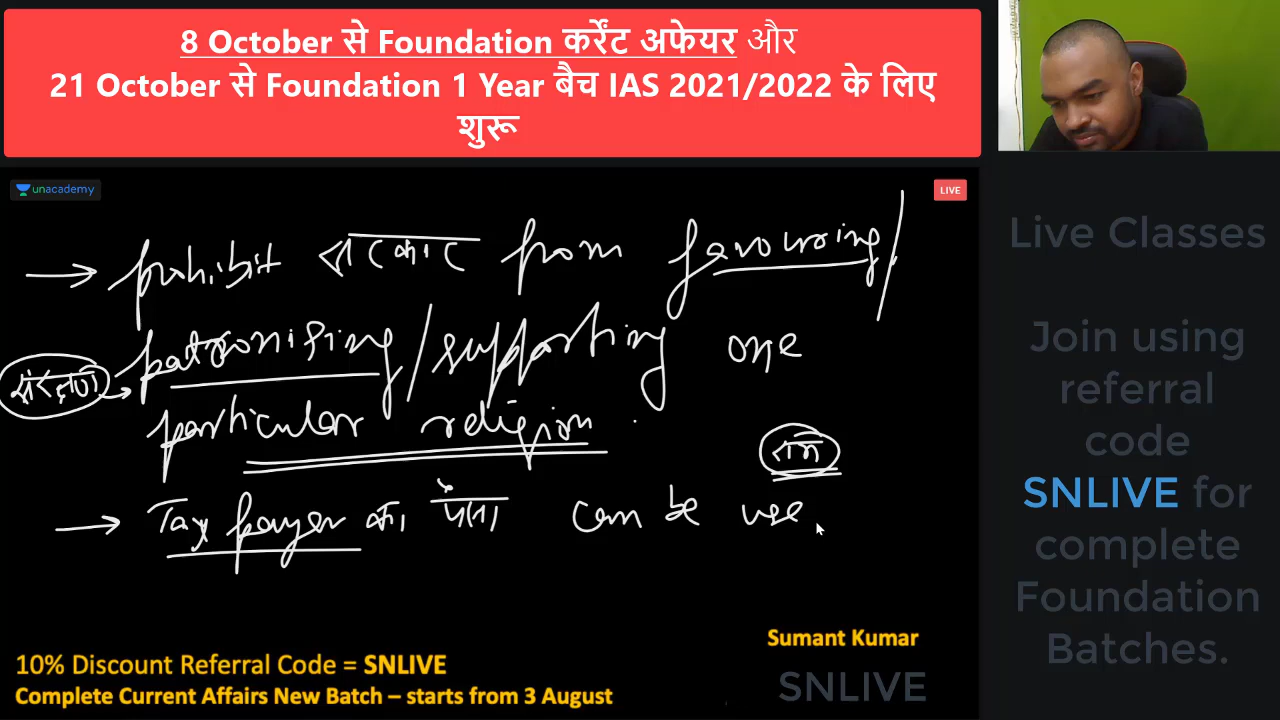 8 October से Foundation कर्रेंट अफेयर और
21 October से Foundation 1 Year बैच IAS 2021/2022 के लिए
शुरू
unacademy
LIVE
→ prohibit सरकार from favouring/
संरक्षण → patronising/supporting one
particular religion.
धर्म
→ Tax payer का पैसा can be use
Sumant Kumar
10% Discount Referral Code = SNLIVE
SNLIVE
Complete Current Affairs New Batch – starts from 3 August
Live Classes
Join using
referral
code
SNLIVE for
complete
Foundation
Batches.